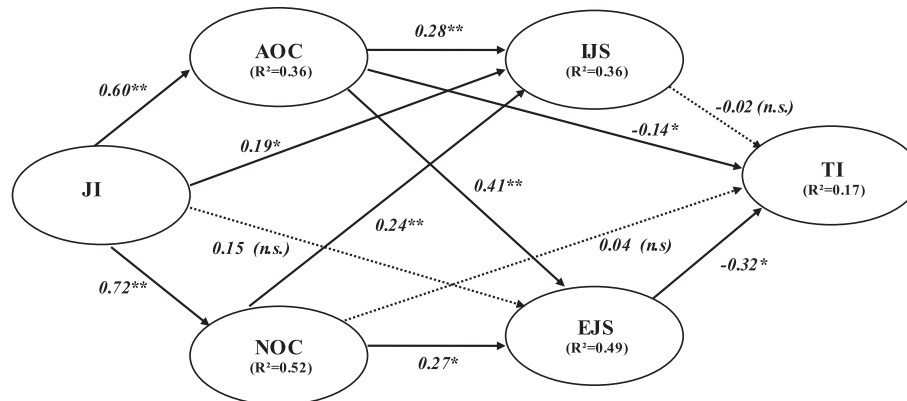 0.28**
AOC
(R²=0.36)
IJS
(R²=0.36)
-0.02 (n.s.)
0.60**
0.19*
-0.14*
TI
(R²=0.17)
JI
0.41**
0.24**
0.15 (n.s.)
0.04 (n.s)
-0.32*
0.72**
EJS
(R²=0.49)
NOC
(R²=0.52)
0.27*